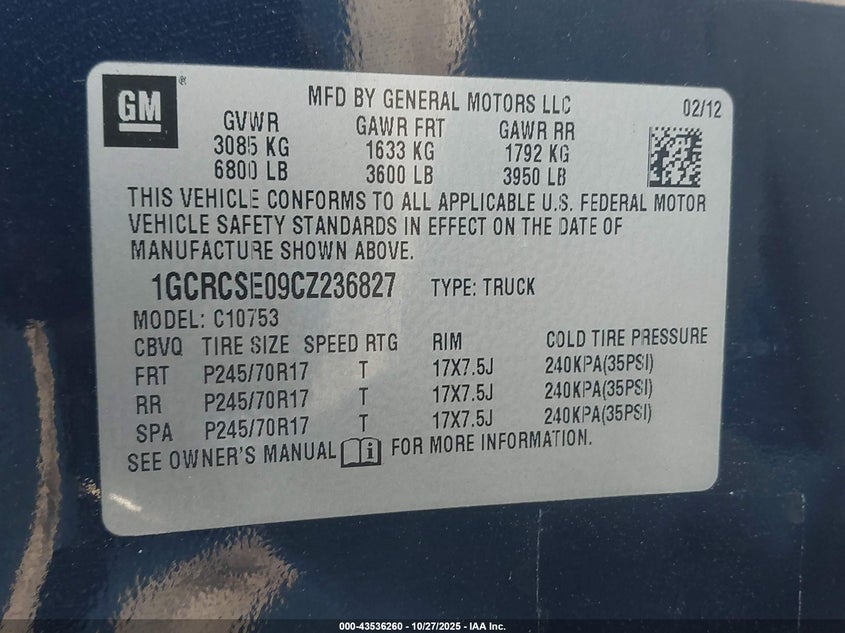 GM
®
MFD BY GENERAL MOTORS LLC 02/12
GVWR GAWR FRT GAWR RR
3085 KG 1633 KG 1792 KG
6800 LB 3600 LB 3950 LB
THIS VEHICLE CONFORMS TO ALL APPLICABLE U.S. FEDERAL MOTOR
VEHICLE SAFETY STANDARDS IN EFFECT ON THE DATE OF
MANUFACTURE SHOWN ABOVE.
1GCRCSE09CZ236827 TYPE: TRUCK
MODEL: C10753
CBVQ TIRE SIZE SPEED RTG RIM COLD TIRE PRESSURE
FRT P245/70R17 T 17X7.5J 240KPA(35PSI)
RR P245/70R17 T 17X7.5J 240KPA(35PSI)
SPA P245/70R17 T 17X7.5J 240KPA(35PSI)
SEE OWNER'S MANUAL i FOR MORE INFORMATION.
000-43536260 - 10/27/2025 - IAA Inc.